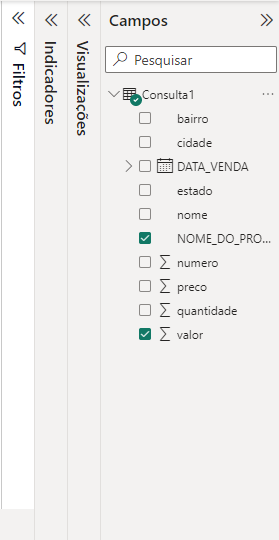 Filtros
Indicadores
Visualizações
Campos
Pesquisar
Consulta1
bairro
cidade
DATA_VENDA
estado
nome
NOME_DO_PRO...
numero
preco
quantidade
valor